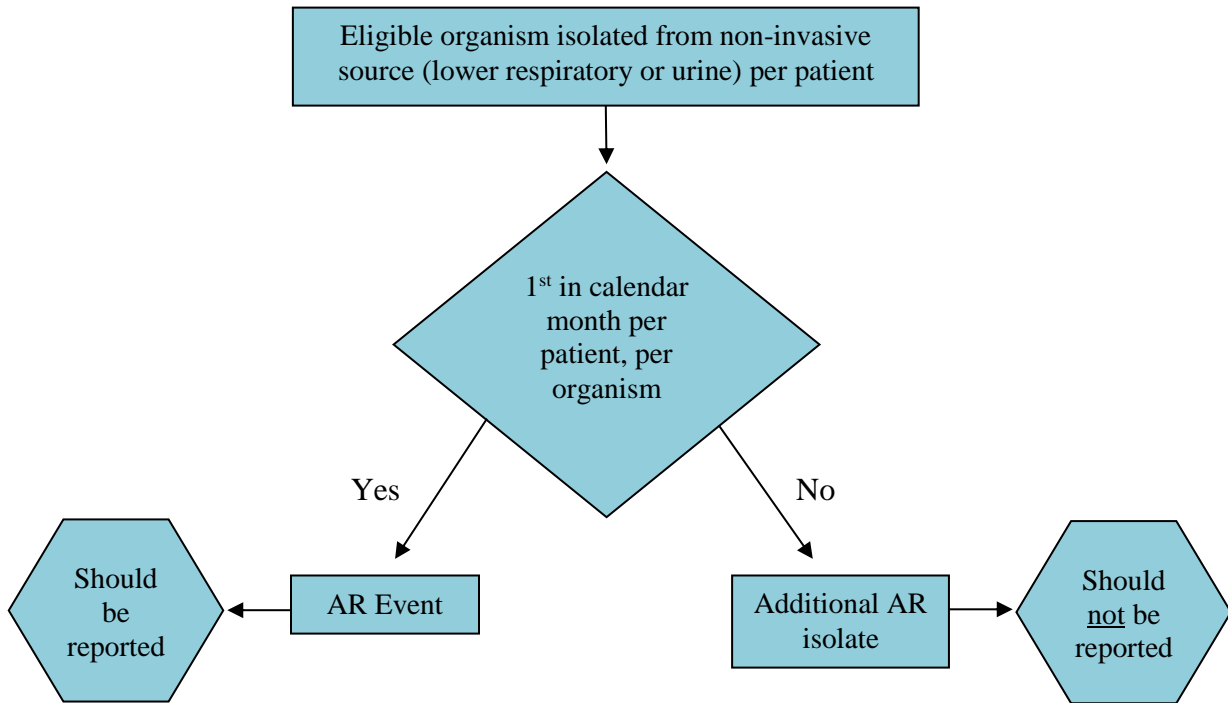 Eligible organism isolated from non-invasive
source (lower respiratory or urine) per patient
1st in calendar
month per
patient, per
organism
Yes
No
Should
be
reported
AR Event
Additional AR
isolate
Should
not be
reported